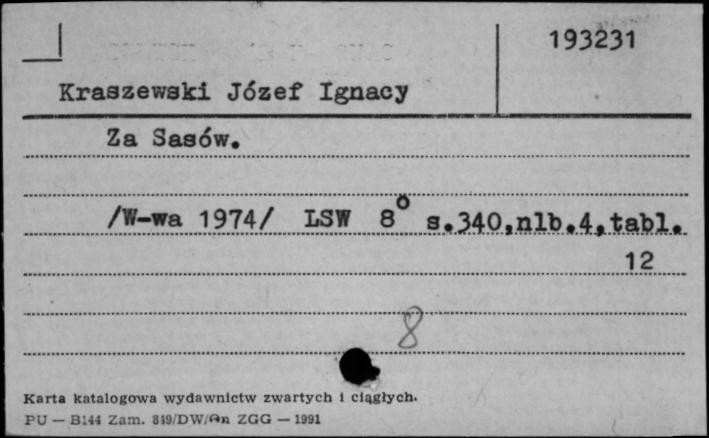 193231
Kraszewski Józef Ignacy
Za Sasów.
/W-wa 1974/ LSW 8° s.340,nlb.4,tabl.
12
8
Karta katalogowa wydawnictw zwartych i ciągłych.
PU — B144 Zam. 819/DW/An ZGG — 1991